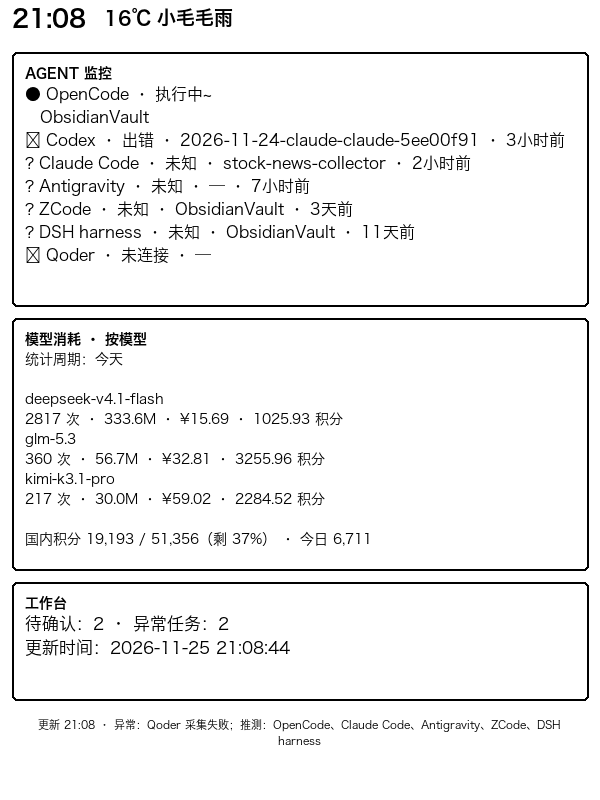 21:08 16℃ 小毛毛雨
AGENT 监控
● OpenCode · 执行中~
ObsidianVault
☒ Codex · 出错 · 2026-11-24-claude-claude-5ee00f91 · 3小时前
? Claude Code · 未知 · stock-news-collector · 2小时前
? Antigravity · 未知 · — · 7小时前
? ZCode · 未知 · ObsidianVault · 3天前
? DSH harness · 未知 · ObsidianVault · 11天前
☒ Qoder · 未连接 · —
模型消耗 · 按模型
统计周期：今天
deepseek-v4.1-flash
2817 次 · 333.6M · ¥15.69 · 1025.93 积分
glm-5.3
360 次 · 56.7M · ¥32.81 · 3255.96 积分
kimi-k3.1-pro
217 次 · 30.0M · ¥59.02 · 2284.52 积分
国内积分 19,193 / 51,356（剩 37%） · 今日 6,711
工作台
待确认：2 · 异常任务：2
更新时间：2026-11-25 21:08:44
更新 21:08 · 异常：Qoder 采集失败；推测：OpenCode、Claude Code、Antigravity、ZCode、DSH
harness